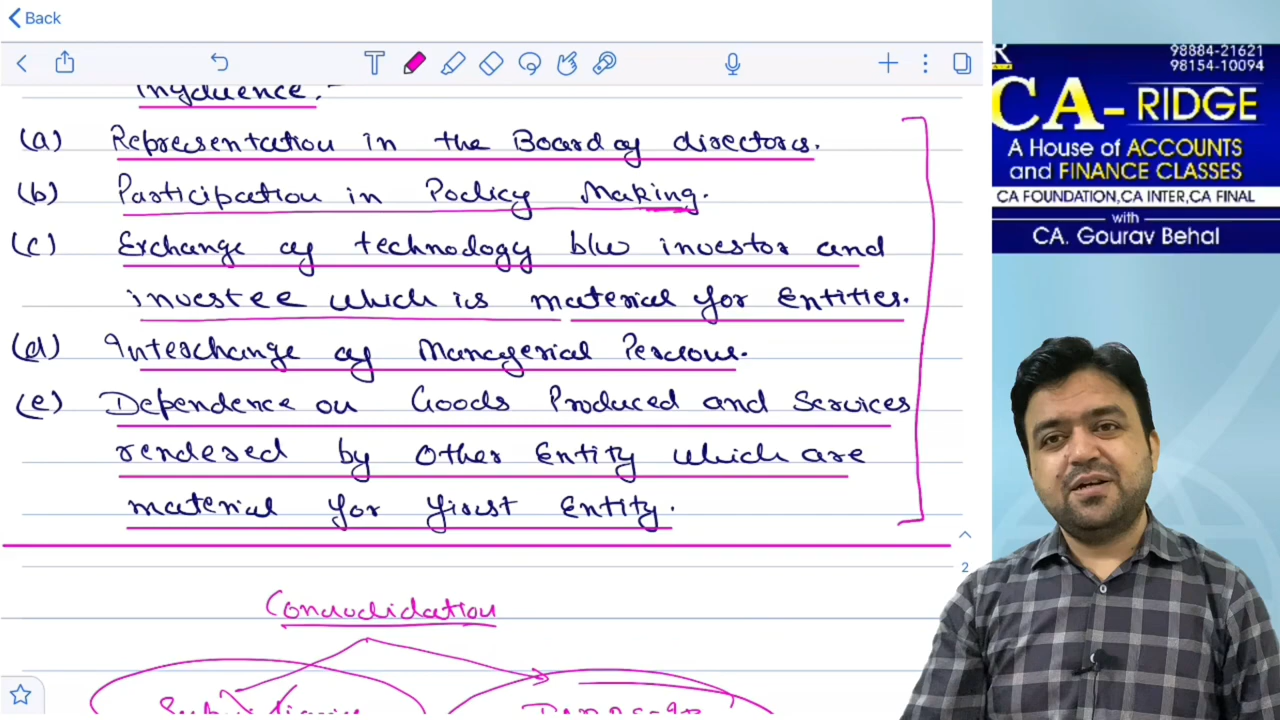 Back
Influence.-
(a) Representation in the Board of directors.
(b) Participation in Policy Making.
(c) Exchange of technology b/w investor and
investee which is material for Entities.
(d) Interchange of Managerial Persons.
(e) Dependence on Goods Produced and Services
rendered by Other Entity which are
material for first Entity.
2
Consolidation
98884-21621
98154-10094
CA-RIDGE
A House of ACCOUNTS
and FINANCE CLASSES
CA FOUNDATION,CA INTER,CA FINAL
with
CA. Gourav Behal